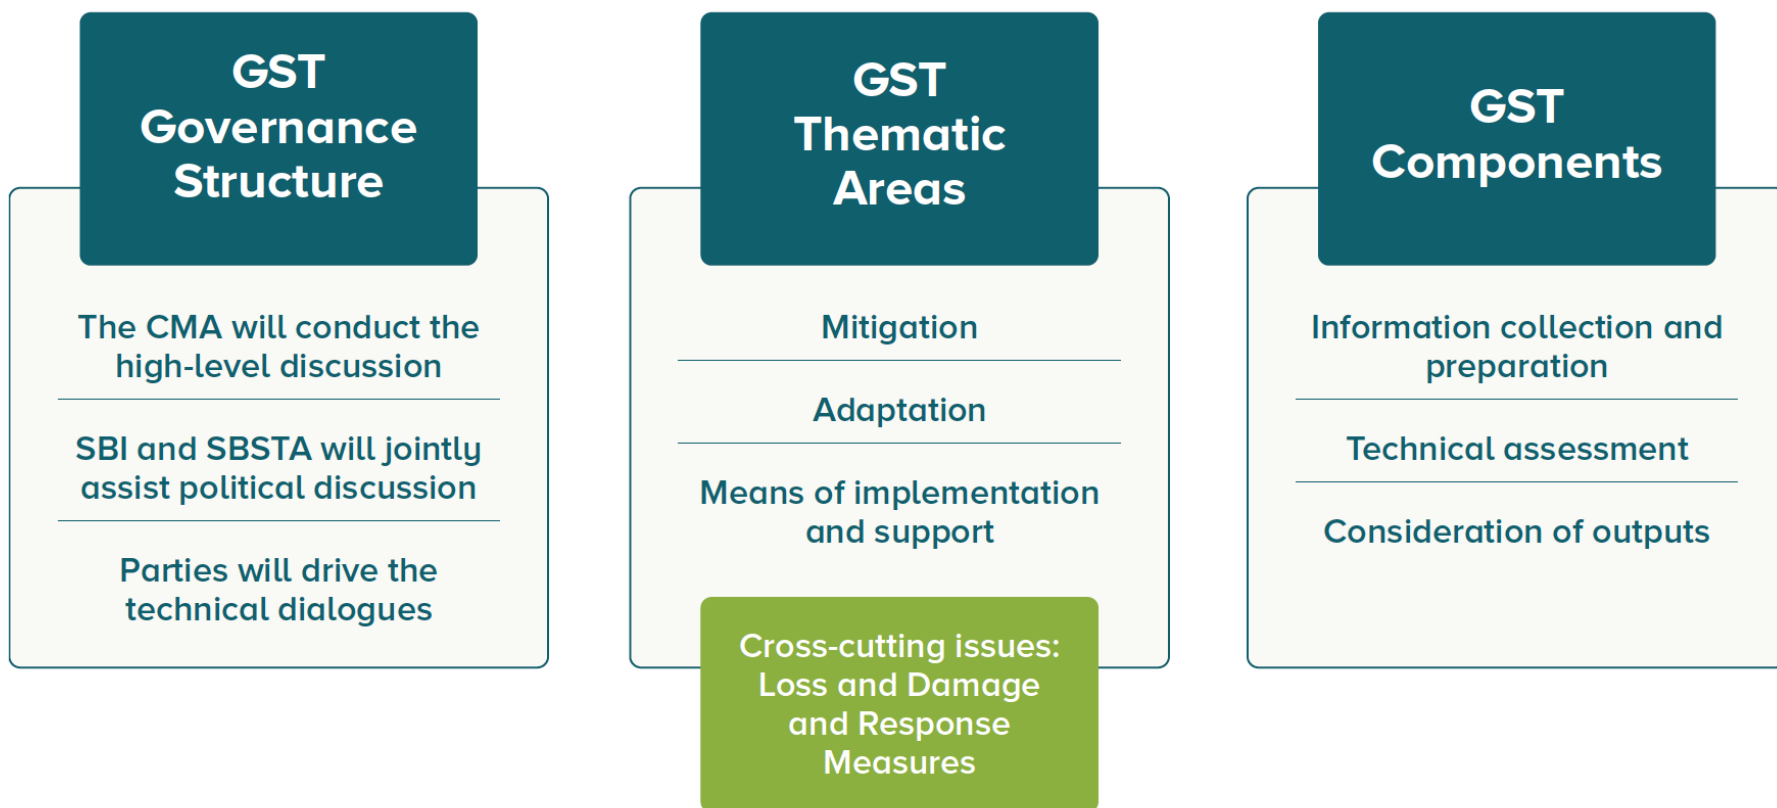 GST
Governance
Structure
The CMA will conduct the
high-level discussion
SBI and SBSTA will jointly
assist political discussion
Parties will drive the
technical dialogues
GST
Thematic
Areas
Mitigation
Adaptation
Means of implementation
and support
Cross-cutting issues:
Loss and Damage
and Response
Measures
GST
Components
Information collection and
preparation
Technical assessment
Consideration of outputs